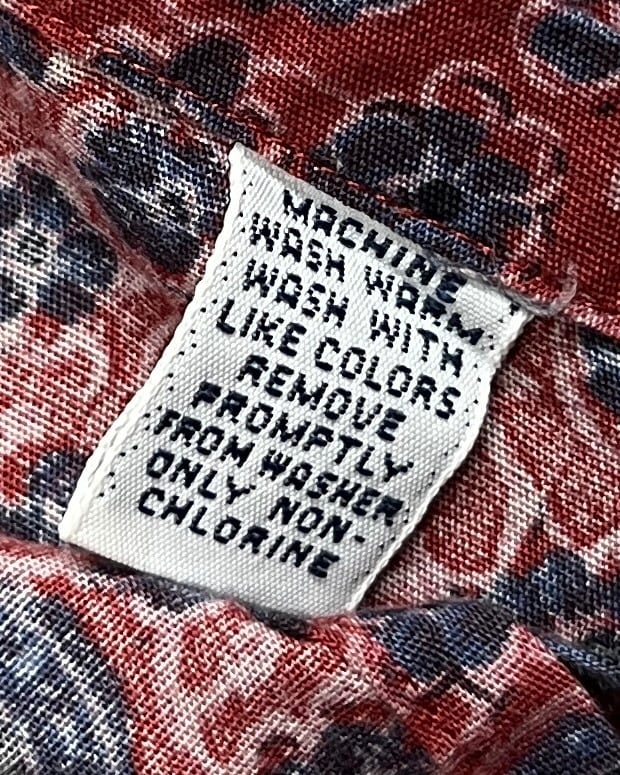 MACHINE
WASH WARM
WASH WITH
LIKE COLORS
REMOVE
PROMPTLY
FROM WASHER
ONLY NON-
CHLORINE